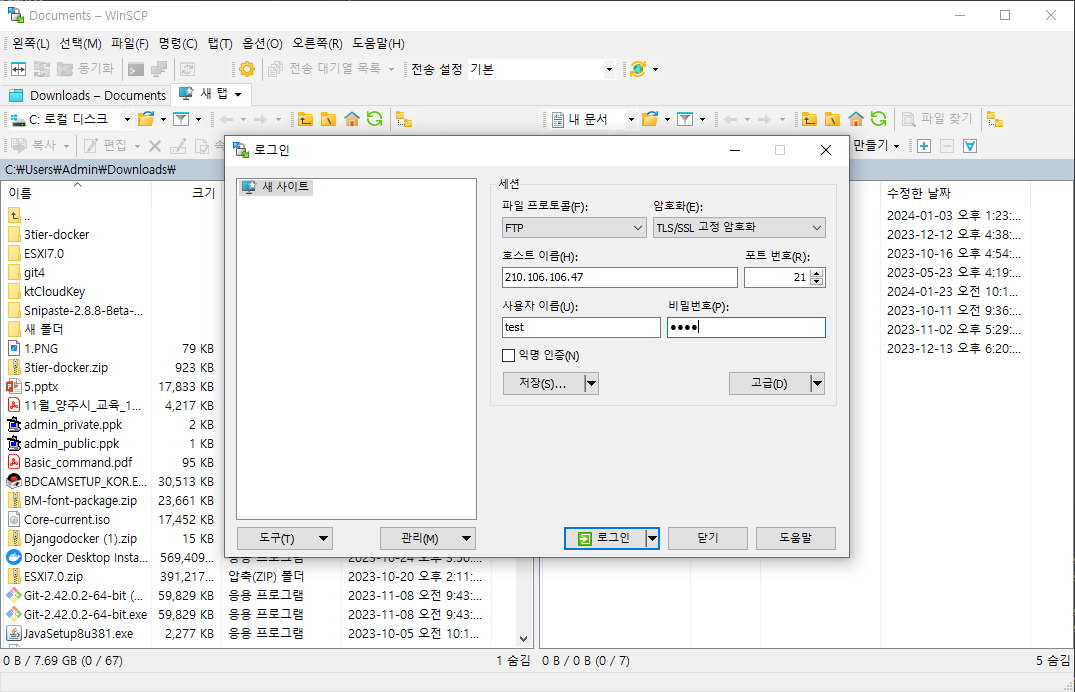 Documents – WinSCP
왼쪽(L) 선택(M) 파일(F) 명령(C) 탭(T) 옵션(O) 오른쪽(R) 도움말(H)
동기화 전송 대기열 목록 전송 설정 기본
Downloads – Documents 새 탭
C: 로컬 디스크 내 문서 파일 찾기
복사 편집 속 만들기
C:₩Users₩Admin₩Downloads₩
이름 크기 수정한 날짜
.. 2024-01-03 오후 1:23:...
3tier-docker 2023-12-12 오후 4:38:...
ESXI7.0 2023-10-16 오후 4:54:...
git4 2023-05-23 오후 4:19:...
ktCloudKey 2024-01-23 오전 10:1...
Snipaste-2.8.8-Beta-... 2023-10-11 오전 9:36:...
새 폴더 2023-11-02 오후 5:29:...
1.PNG 79 KB 2023-12-13 오후 6:20:...
3tier-docker.zip 923 KB
5.pptx 17,833 KB
11월_양주시_교육_1... 4,217 KB
admin_private.ppk 2 KB
admin_public.ppk 1 KB
Basic_command.pdf 95 KB
BDCAMSETUP_KOR.E... 30,513 KB
BM-font-package.zip 23,661 KB
Core-current.iso 17,452 KB
Djangodocker (1).zip 15 KB
Docker Desktop Insta... 569,409... 응용 프로그램 2023-10-24 오후 3:50:...
ESXI7.0.zip 391,217... 압축(ZIP) 폴더 2023-10-20 오후 2:11:...
Git-2.42.0.2-64-bit (... 59,829 KB 응용 프로그램 2023-11-08 오전 9:43:...
Git-2.42.0.2-64-bit.exe 59,829 KB 응용 프로그램 2023-11-08 오전 9:43:...
JavaSetup8u381.exe 2,277 KB 응용 프로그램 2023-10-05 오전 10:1...
0 B / 7.69 GB (0 / 67) 1 숨김 0 B / 0 B (0 / 7) 5 숨김
로그인
새 사이트
세션
파일 프로토콜(F): 암호화(E):
FTP TLS/SSL 고정 암호화
호스트 이름(H): 포트 번호(R):
210.106.106.47 21
사용자 이름(U): 비밀번호(P):
test ●●●●
익명 인증(N)
저장(S)... 고급(D)
도구(T) 관리(M) 로그인 닫기 도움말